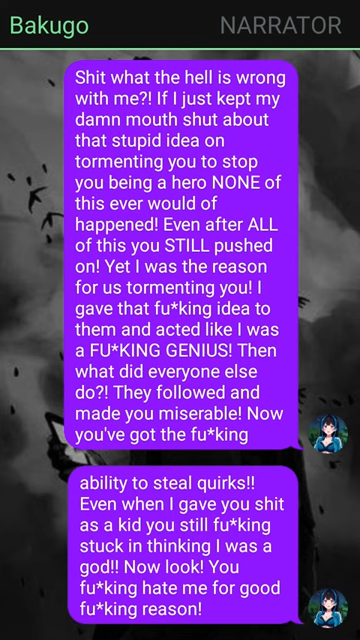 Bakugo
NARRATOR
Shit what the hell is wrong
with me?! If I just kept my
damn mouth shut about
that stupid idea on
tormenting you to stop
you being a hero NONE of
this ever would of
happened! Even after ALL
of this you STILL pushed
on! Yet I was the reason
for us tormenting you! I
gave that fu*king idea to
them and acted like I was
a FU*KING GENIUS! Then
what did everyone else
do?! They followed and
made you miserable! Now
you've got the fu*king
ability to steal quirks!!
Even when I gave you shit
as a kid you still fu*king
stuck in thinking I was a
god!! Now look! You
fu*king hate me for good
fu*king reason!